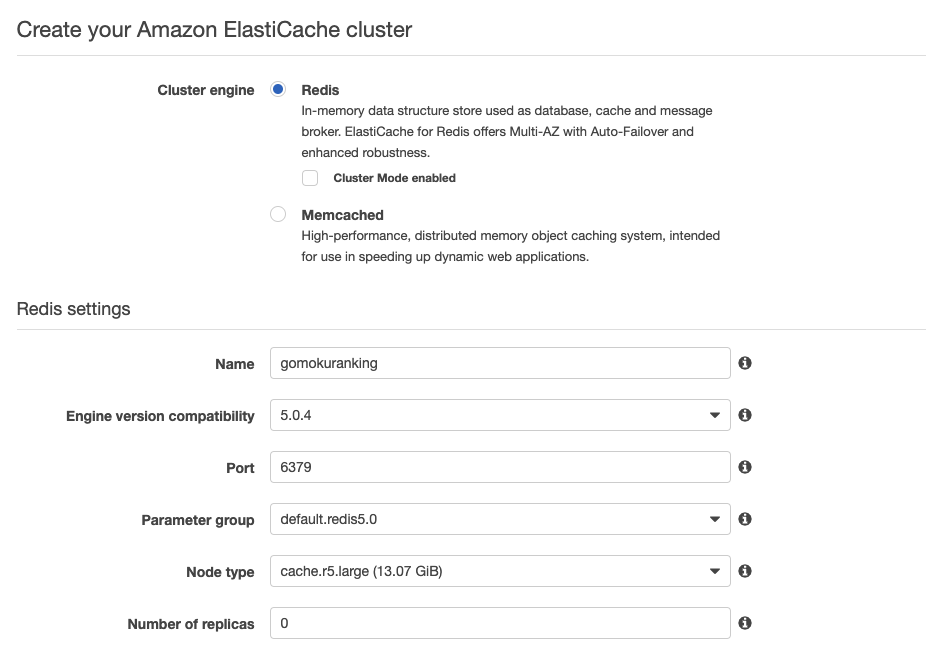 Create your Amazon ElastiCache cluster
Cluster engine
Redis
In-memory data structure store used as database, cache and message
broker. ElastiCache for Redis offers Multi-AZ with Auto-Failover and
enhanced robustness.
Cluster Mode enabled
Memcached
High-performance, distributed memory object caching system, intended
for use in speeding up dynamic web applications.
Redis settings
Name gomokuranking
Engine version compatibility 5.0.4
Port 6379
Parameter group default.redis5.0
Node type cache.r5.large (13.07 GiB)
Number of replicas 0